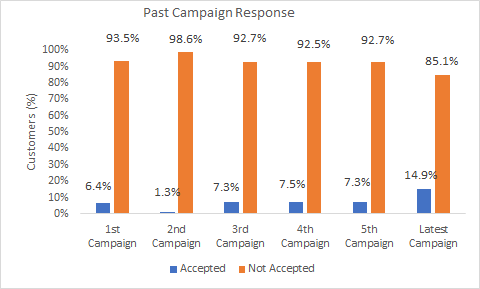 Past Campaign Response
93.5% 98.6% 92.7% 92.5% 92.7% 85.1%
6.4% 1.3% 7.3% 7.5% 7.3% 14.9%
Customers (%)
100%
90%
80%
70%
60%
50%
40%
30%
20%
10%
0%
1st Campaign
2nd Campaign
3rd Campaign
4th Campaign
5th Campaign
Latest Campaign
Accepted Not Accepted